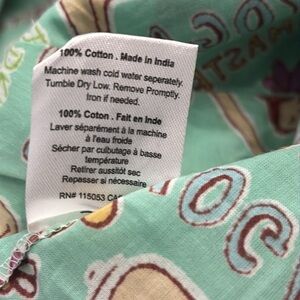 100% Cotton. Made in India
Machine wash cold water seperately.
Tumble Dry Low. Remove Promptly.
Iron if needed.
100% Coton. Fait en Inde
Laver séparément à la machine
à l'eau froide
Sécher par culbutage à basse
température
Retirer aussitôt sec
Repasser si nécessaire
RN# 115053 CA